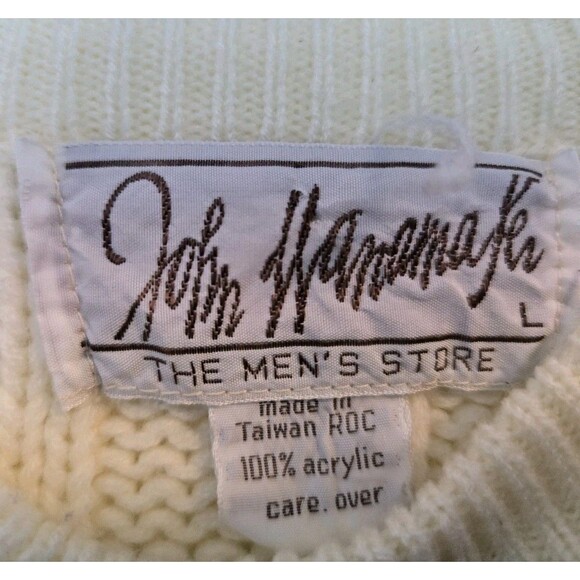 John Wanamaker
L
THE MEN'S STORE
made in
Taiwan ROC
100% acrylic
care. over